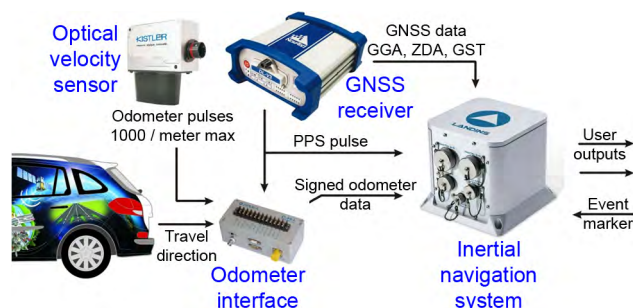 Optical
velocity
sensor
KISTLER
GNSS data
GGA, ZDA, GST
GNSS
receiver
Odometer pulses
1000 / meter max
PPS pulse
LANDINS
User
outputs
Signed odometer
data
Event
marker
Travel
direction
Odometer
interface
Inertial
navigation
system